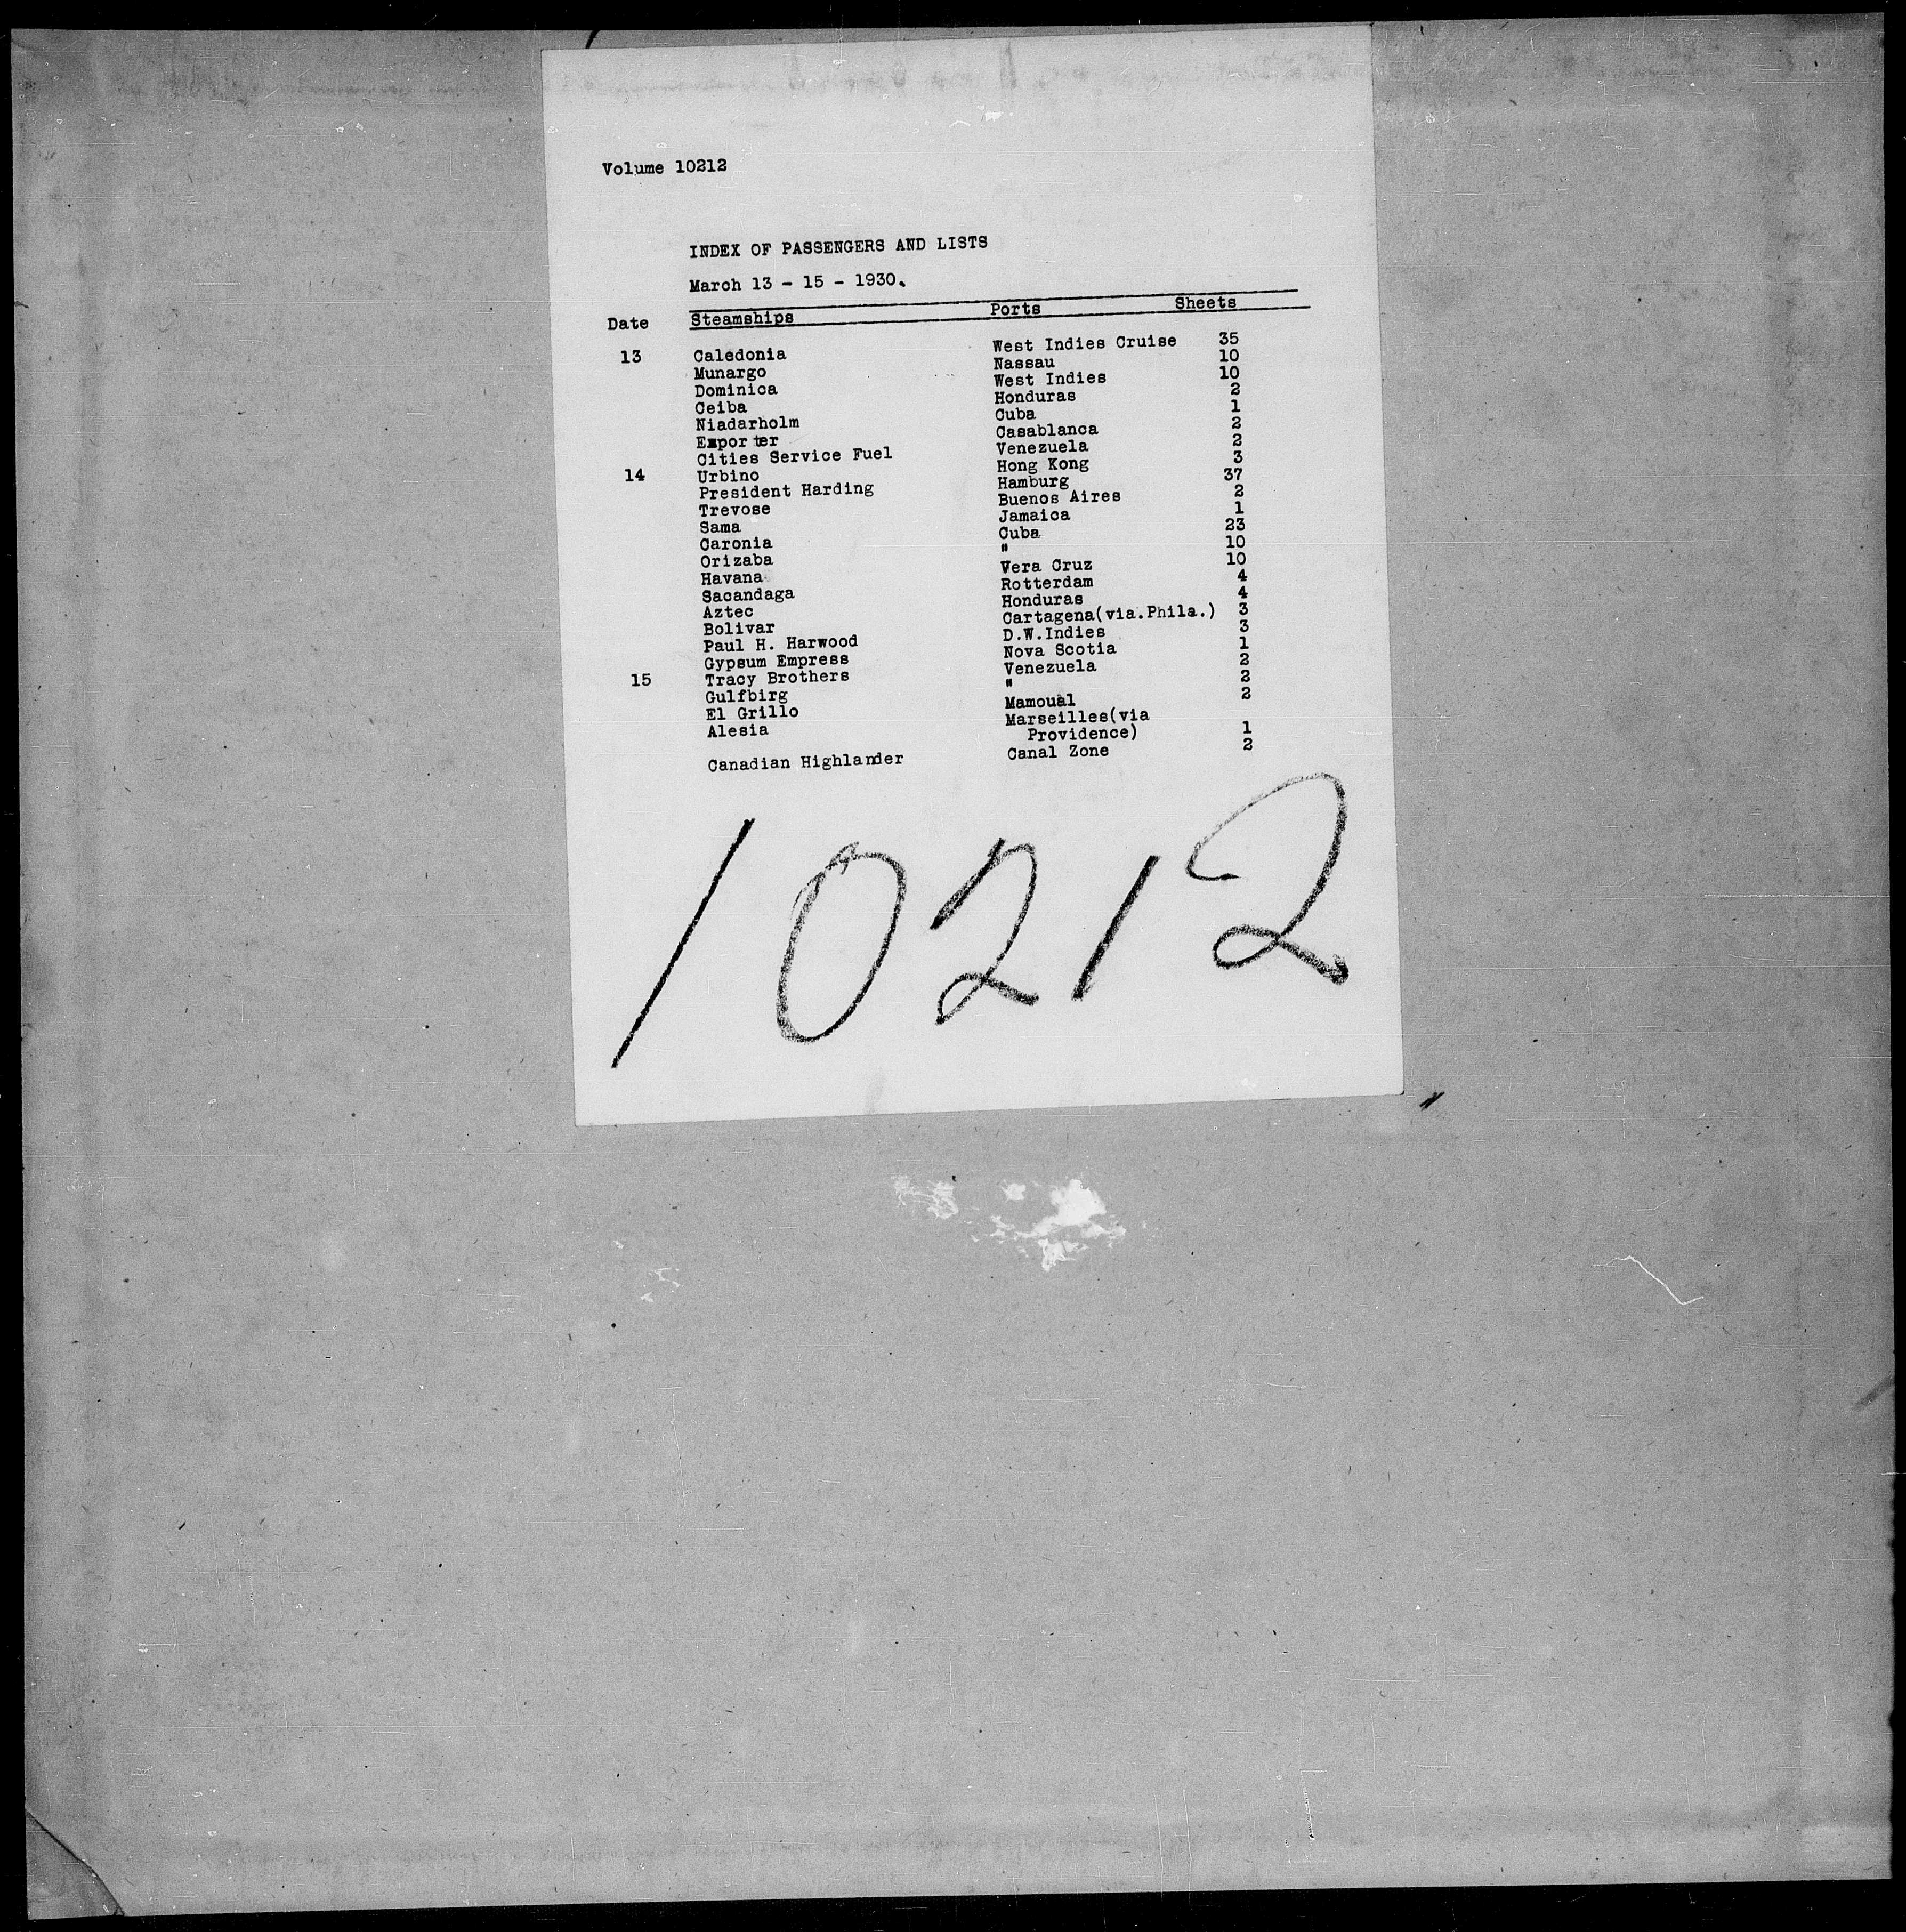 Volume 10212
INDEX OF PASSENGERS AND LISTS
March 13 - 15 - 1930.
Date Steamships Ports Sheets
13 Caledonia West Indies Cruise 35
Munargo Nassau 10
Dominica West Indies 10
Ceiba Honduras 2
Niadarholm Cuba 1
Exporter Casablanca 2
Cities Service Fuel Venezuela 2
14 Urbino Hong Kong 3
President Harding Hamburg 37
Trevose Buenos Aires 2
Sama Jamaica 1
Caronia Cuba 23
Orizaba " 10
Havana Vera Cruz 10
Sacandaga Rotterdam 4
Aztec Honduras 4
Bolivar Cartagena(via.Phila.) 3
Paul H. Harwood D.W.Indies 3
Gypsum Empress Nova Scotia 1
15 Tracy Brothers Venezuela 2
Gulfbirg " 2
El Grillo Mamoual 2
Alesia Marseilles(via
Providence) 1
Canadian Highlander Canal Zone 2
10212